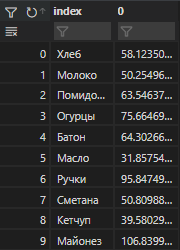 index 0
0 Хлеб 58.12350...
1 Молоко 50.25496...
2 Помидо... 63.54637...
3 Огурцы 75.66469...
4 Батон 64.30266...
5 Масло 31.85754...
6 Ручки 95.84749...
7 Сметана 50.80988...
8 Кетчуп 39.58029...
9 Майонез 106.8399...